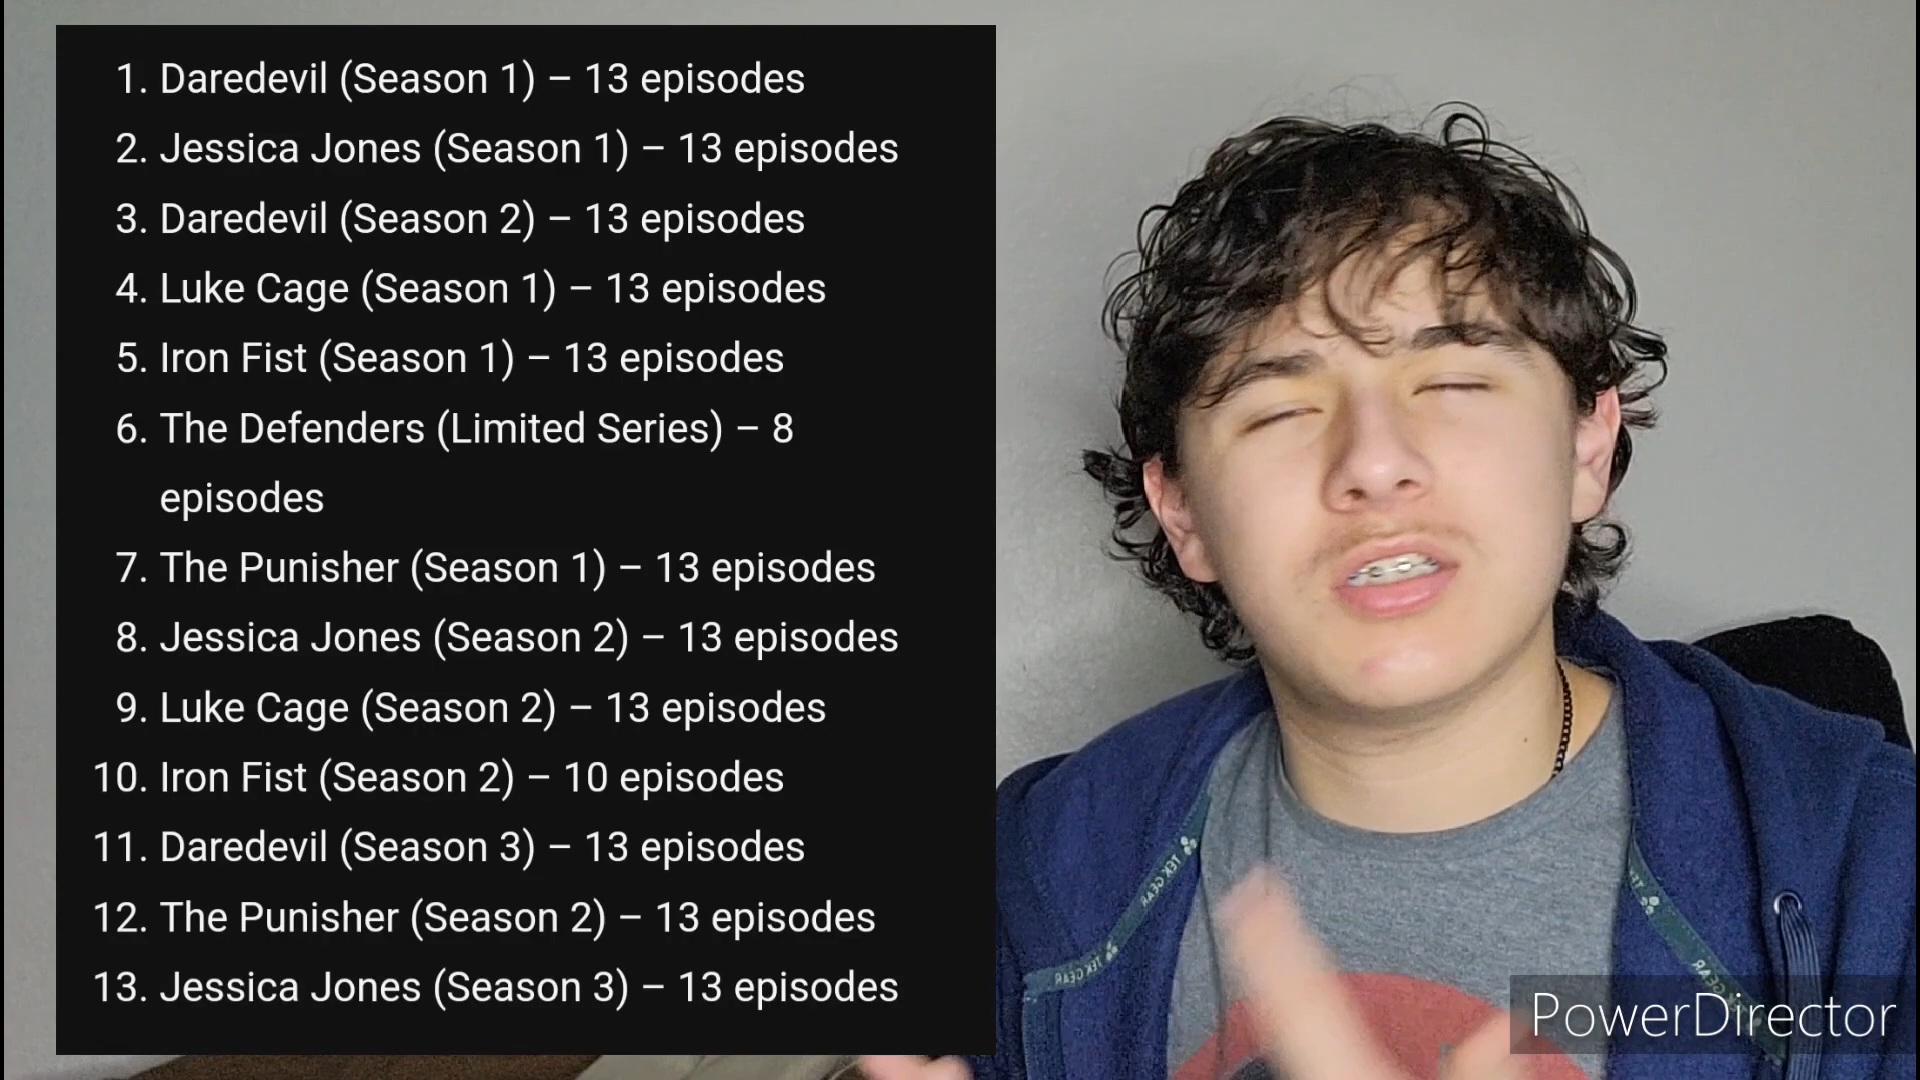 1. Daredevil (Season 1) – 13 episodes
2. Jessica Jones (Season 1) – 13 episodes
3. Daredevil (Season 2) – 13 episodes
4. Luke Cage (Season 1) – 13 episodes
5. Iron Fist (Season 1) – 13 episodes
6. The Defenders (Limited Series) – 8
episodes
7. The Punisher (Season 1) – 13 episodes
8. Jessica Jones (Season 2) – 13 episodes
9. Luke Cage (Season 2) – 13 episodes
10. Iron Fist (Season 2) – 10 episodes
11. Daredevil (Season 3) – 13 episodes
12. The Punisher (Season 2) – 13 episodes
13. Jessica Jones (Season 3) – 13 episodes
TEK GEAR
TEK GEAR
PowerDirector